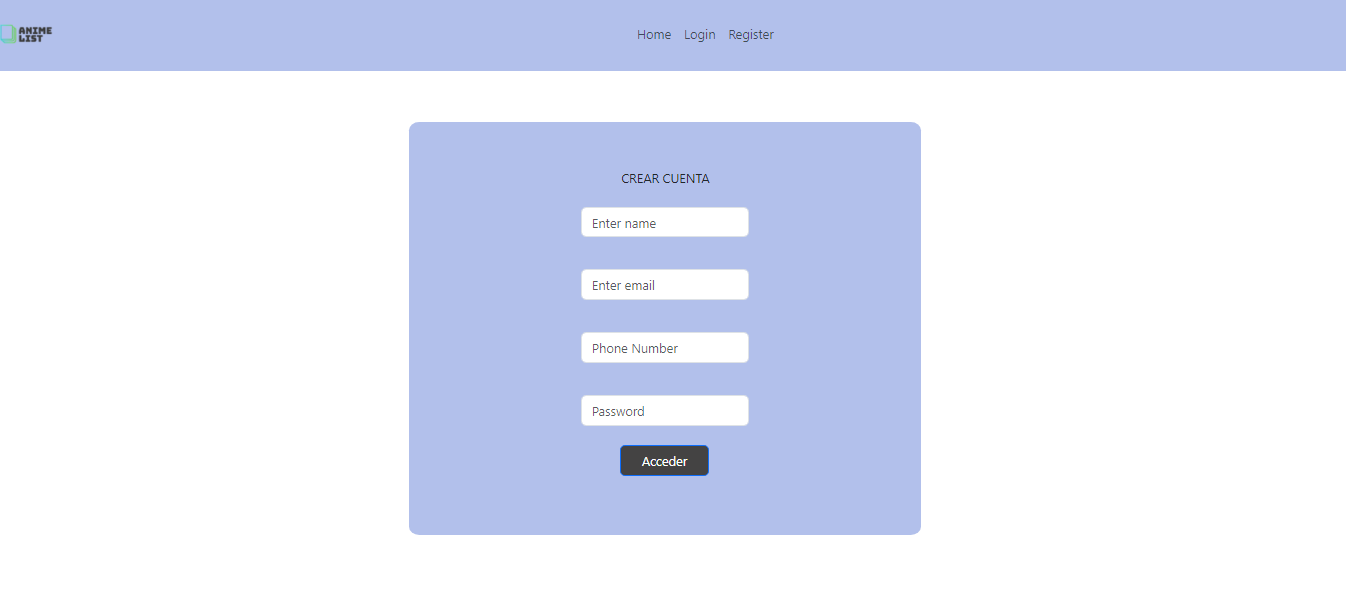 ANIME
LIST
Home Login Register
CREAR CUENTA
Enter name
Enter email
Phone Number
Password
Acceder